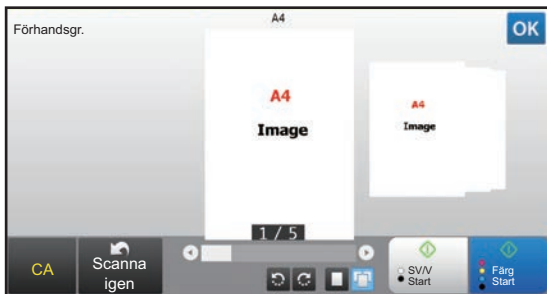 A4
Förhandsgr.
OK
A4
Image
A4
Image
1 / 5
CA
Scanna
igen
SV/V
Start
Färg
Start